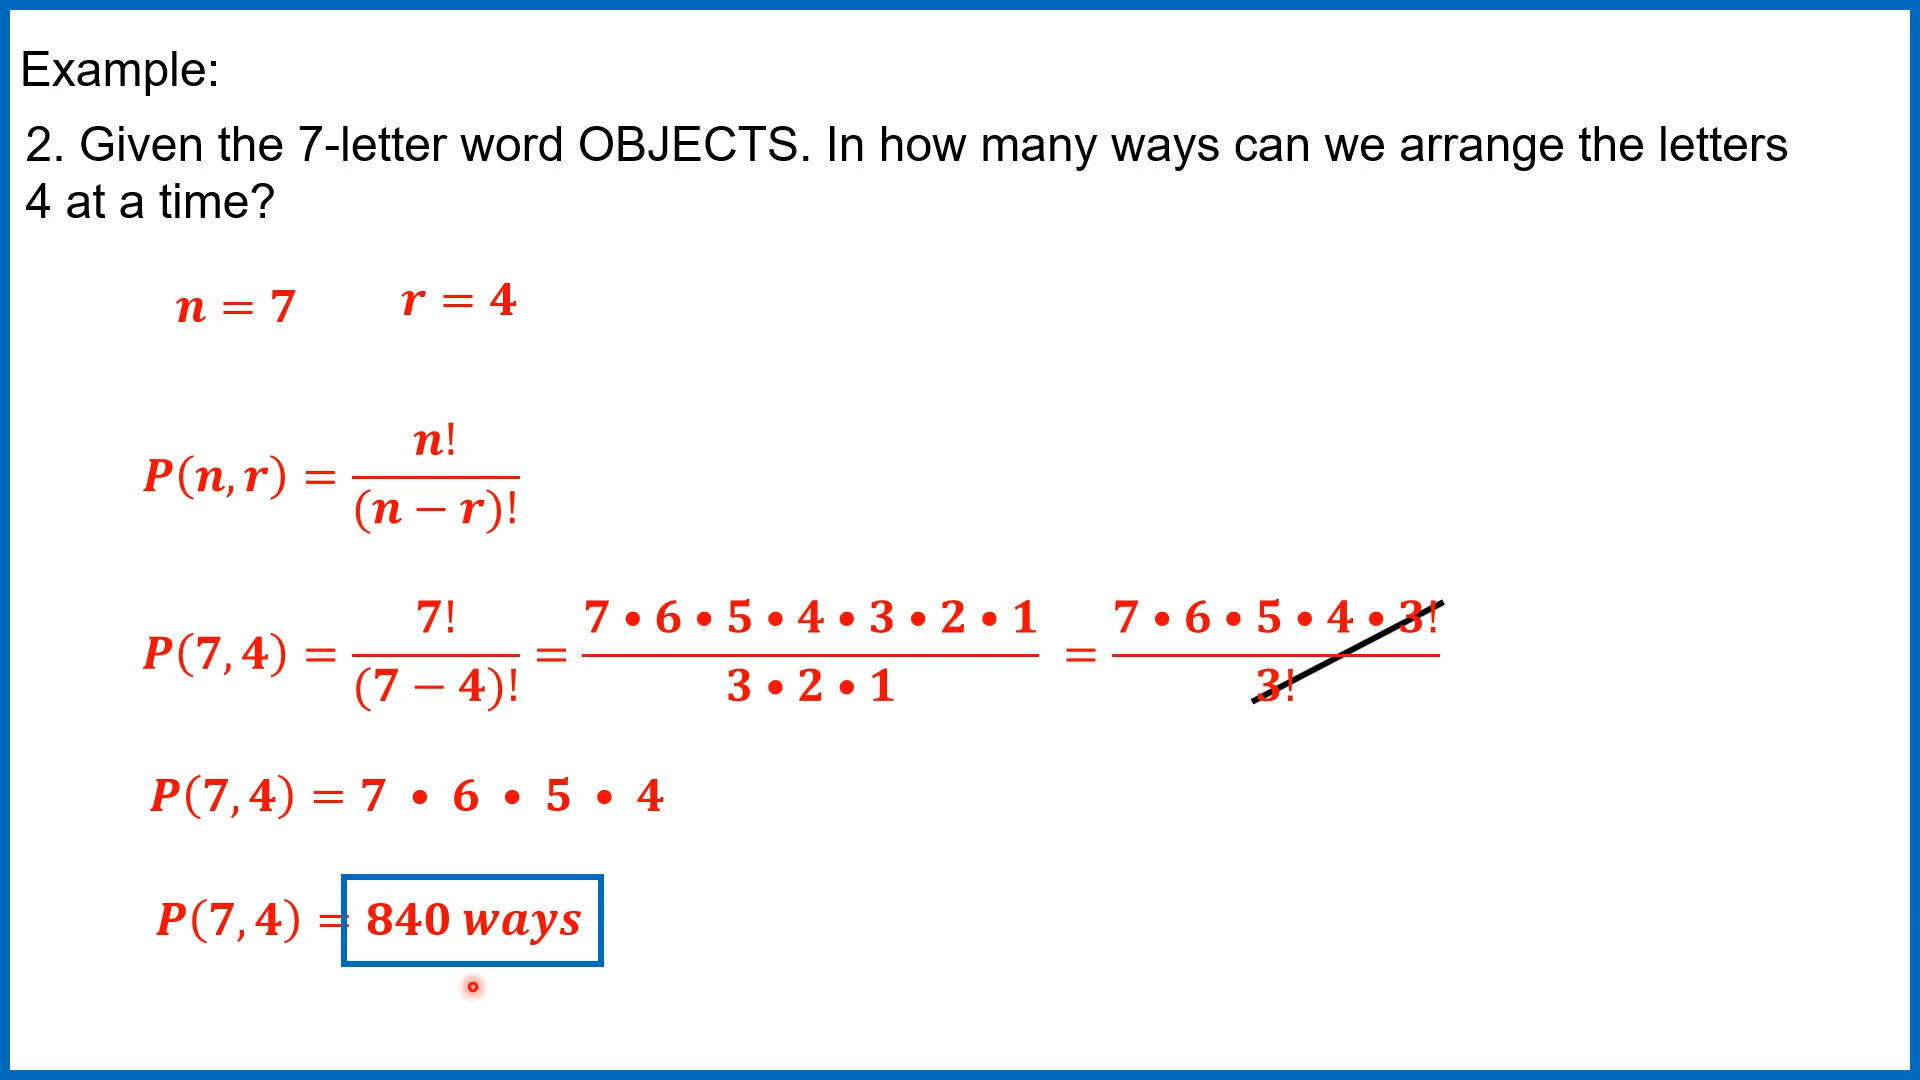 Example:
2. Given the 7-letter word OBJECTS. In how many ways can we arrange the letters
4 at a time?
n = 7 r = 4
P(n, r) = n! / (n − r)!
P(7, 4) = 7! / (7 − 4)! = 7 • 6 • 5 • 4 • 3 • 2 • 1 / 3 • 2 • 1 = 7 • 6 • 5 • 4 • 3! / 3!
P(7, 4) = 7 • 6 • 5 • 4
P(7, 4) = 840 ways